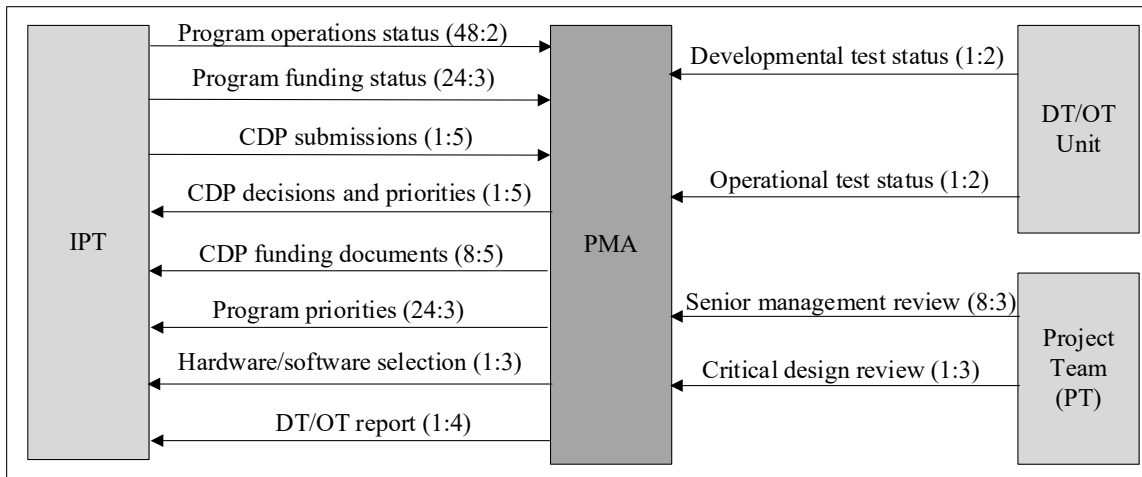 Program operations status (48:2)
Program funding status (24:3)
CDP submissions (1:5)
CDP decisions and priorities (1:5)
IPT
CDP funding documents (8:5)
Program priorities (24:3)
Hardware/software selection (1:3)
DT/OT report (1:4)
PMA
Developmental test status (1:2)
Operational test status (1:2)
DT/OT
Unit
Senior management review (8:3)
Critical design review (1:3)
Project
Team
(PT)